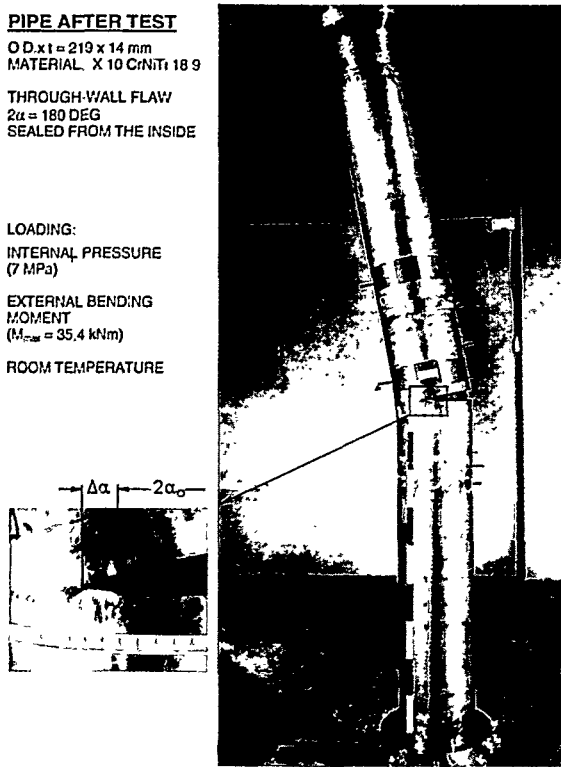 PIPE AFTER TEST
O D. x t = 219 x 14 mm
MATERIAL. X 10 CrNiTi 18 9
THROUGH-WALL FLAW
2α = 180 DEG
SEALED FROM THE INSIDE
LOADING:
INTERNAL PRESSURE
(7 MPa)
EXTERNAL BENDING
MOMENT
(Mmax = 35,4 kNm)
ROOM TEMPERATURE
Δα 2α₀